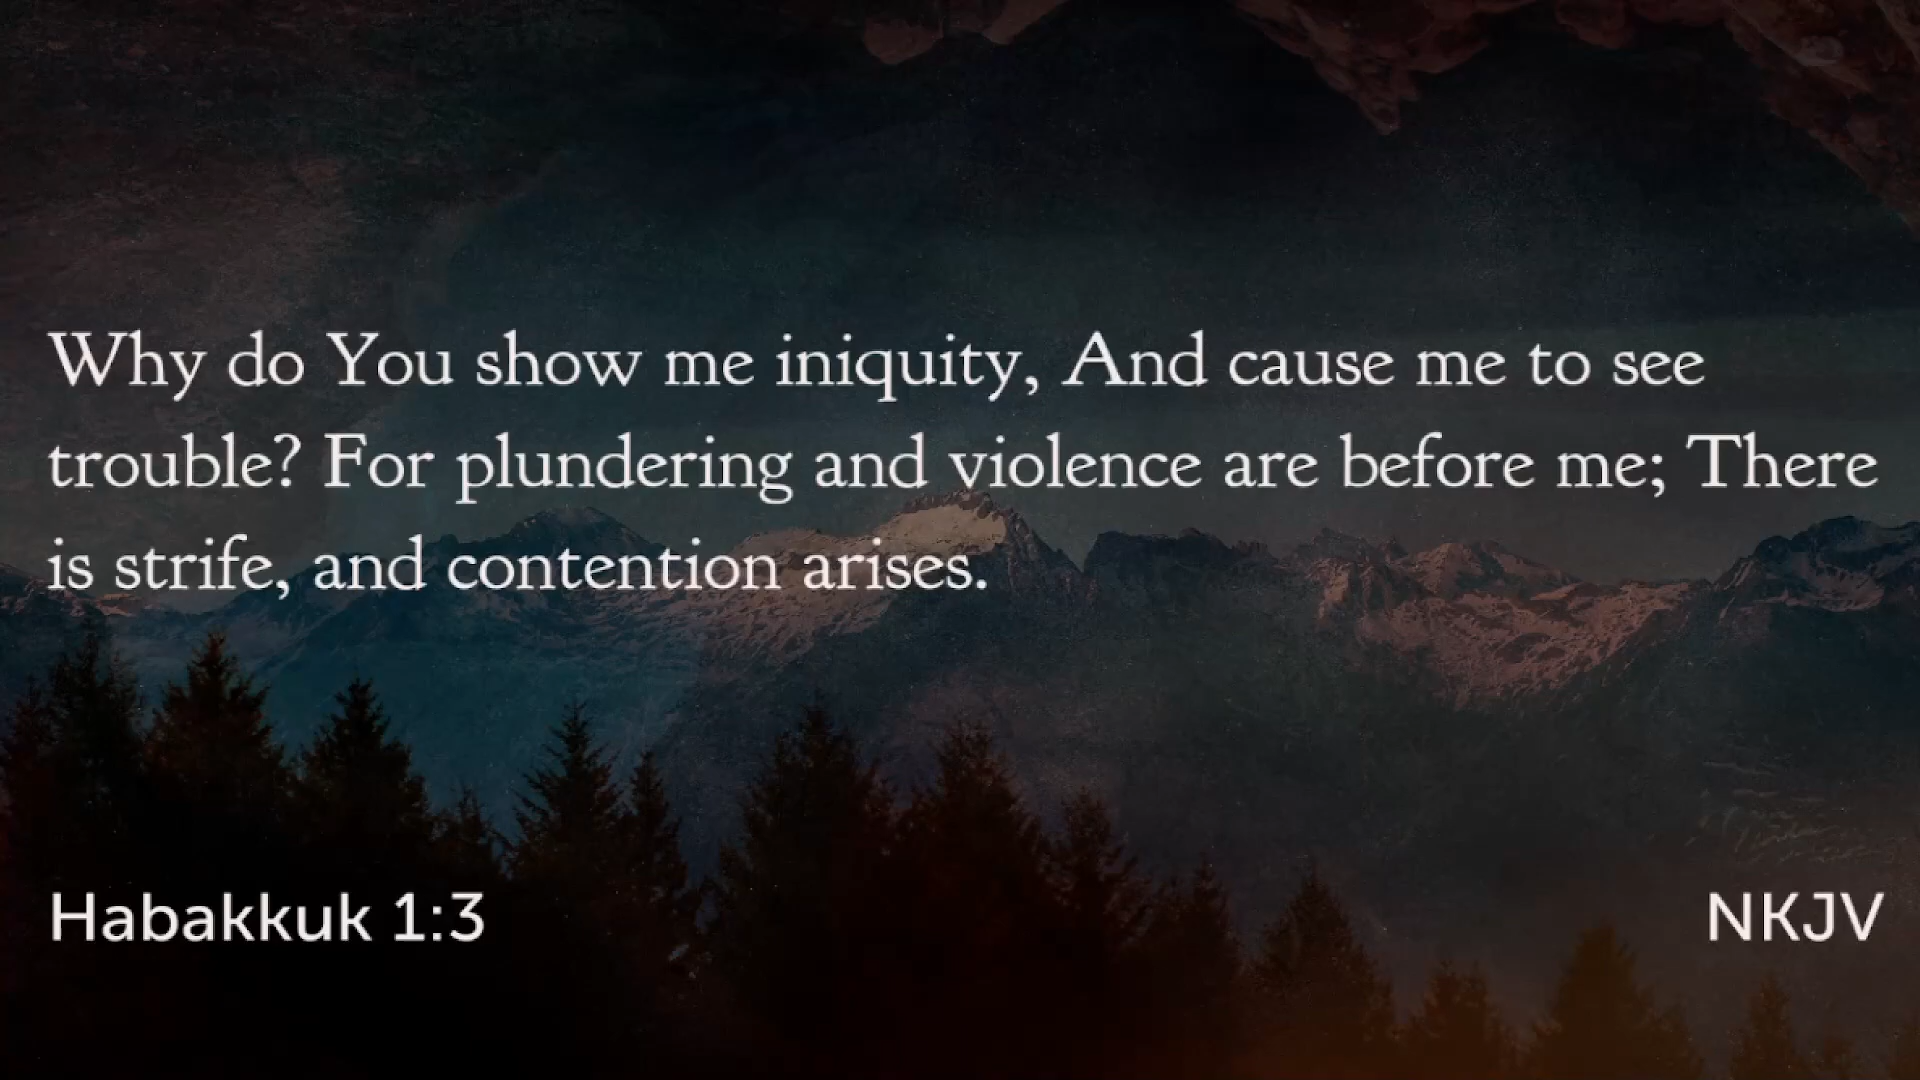 Why do You show me iniquity, And cause me to see
trouble? For plundering and violence are before me; There
is strife, and contention arises.
Habakkuk 1:3
NKJV